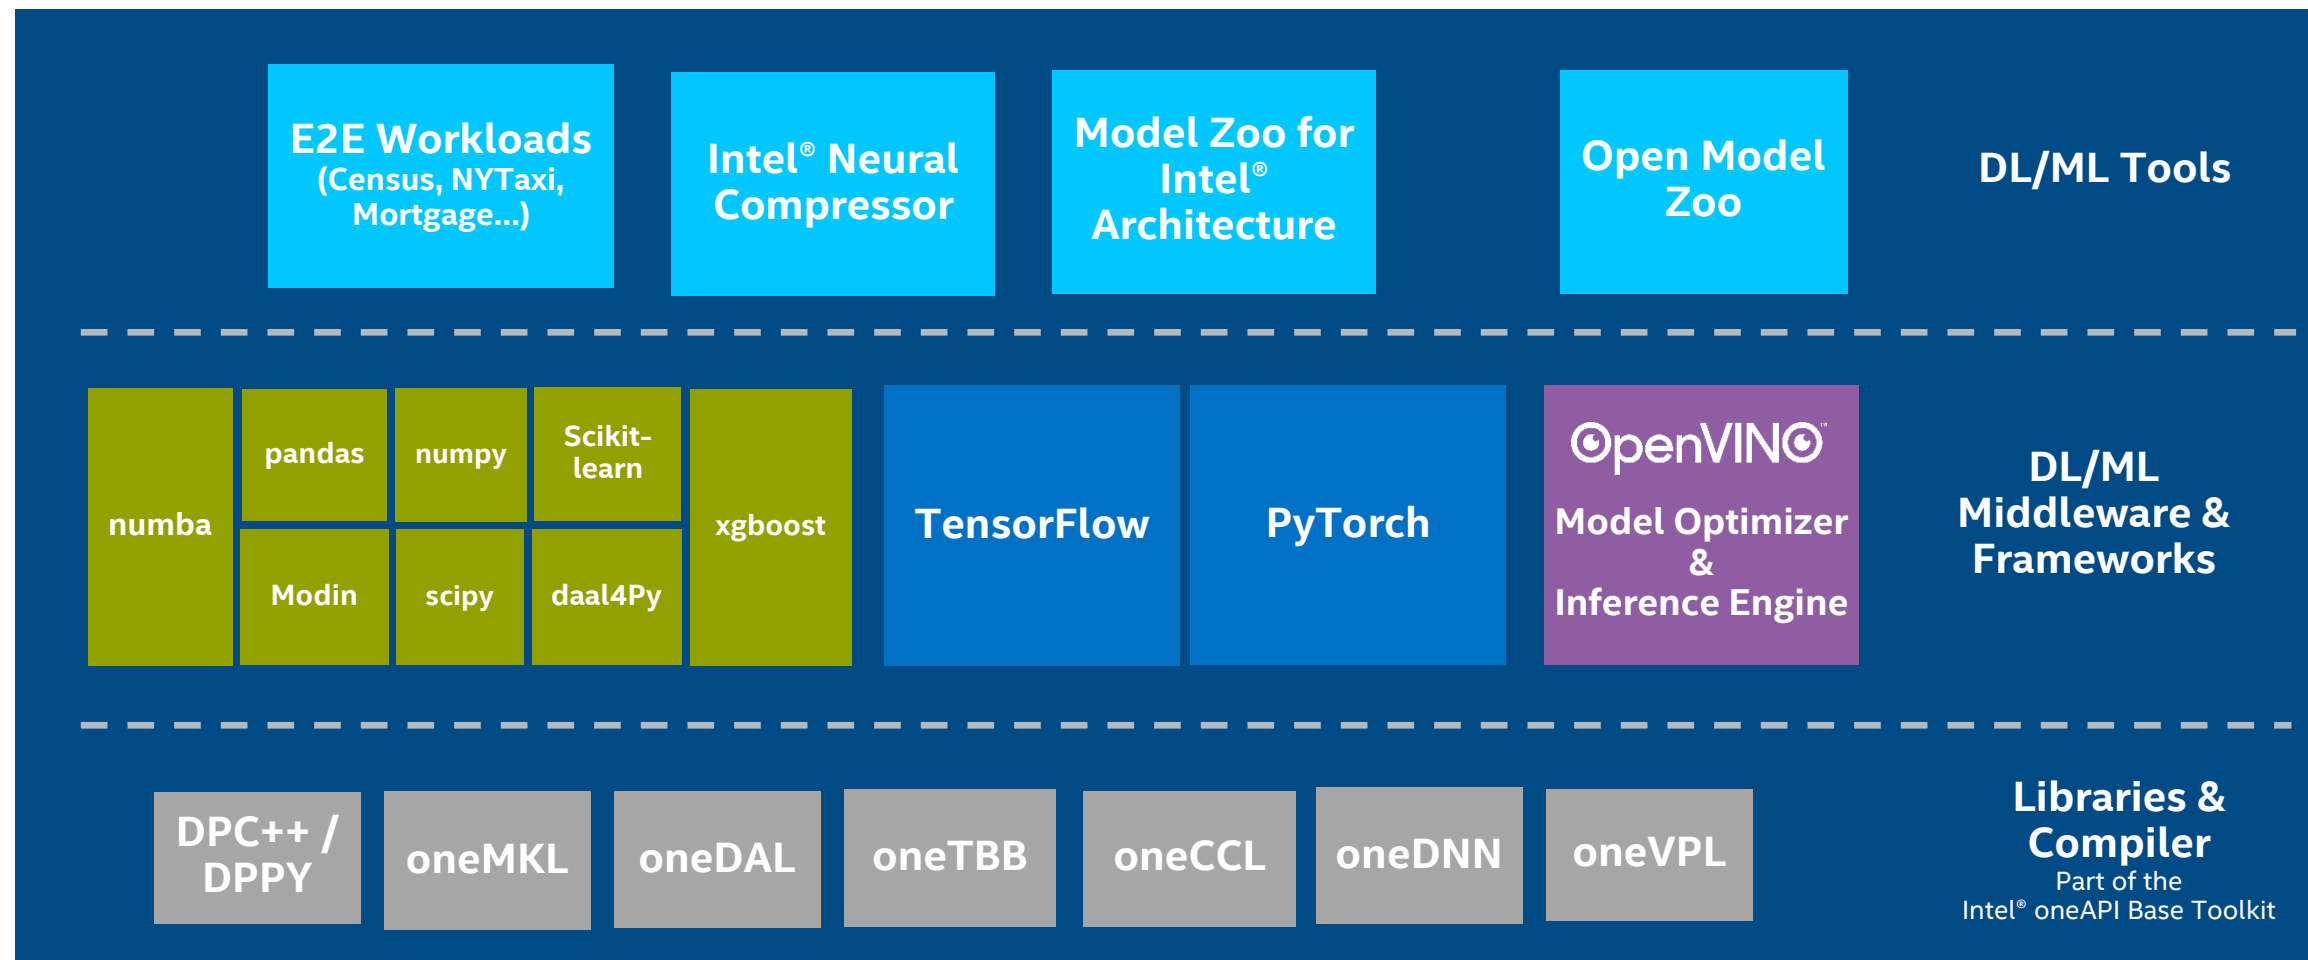 E2E Workloads
(Census, NYTaxi,
Mortgage...)
Intel® Neural
Compressor
Model Zoo for
Intel®
Architecture
Open Model
Zoo
DL/ML Tools
numba
pandas
numpy
Scikit-
learn
Modin
scipy
daal4Py
xgboost
TensorFlow
PyTorch
OpenVINO™
Model Optimizer
&
Inference Engine
DL/ML
Middleware &
Frameworks
DPC++ /
DPPY
oneMKL
oneDAL
oneTBB
oneCCL
oneDNN
oneVPL
Libraries &
Compiler
Part of the
Intel® oneAPI Base Toolkit